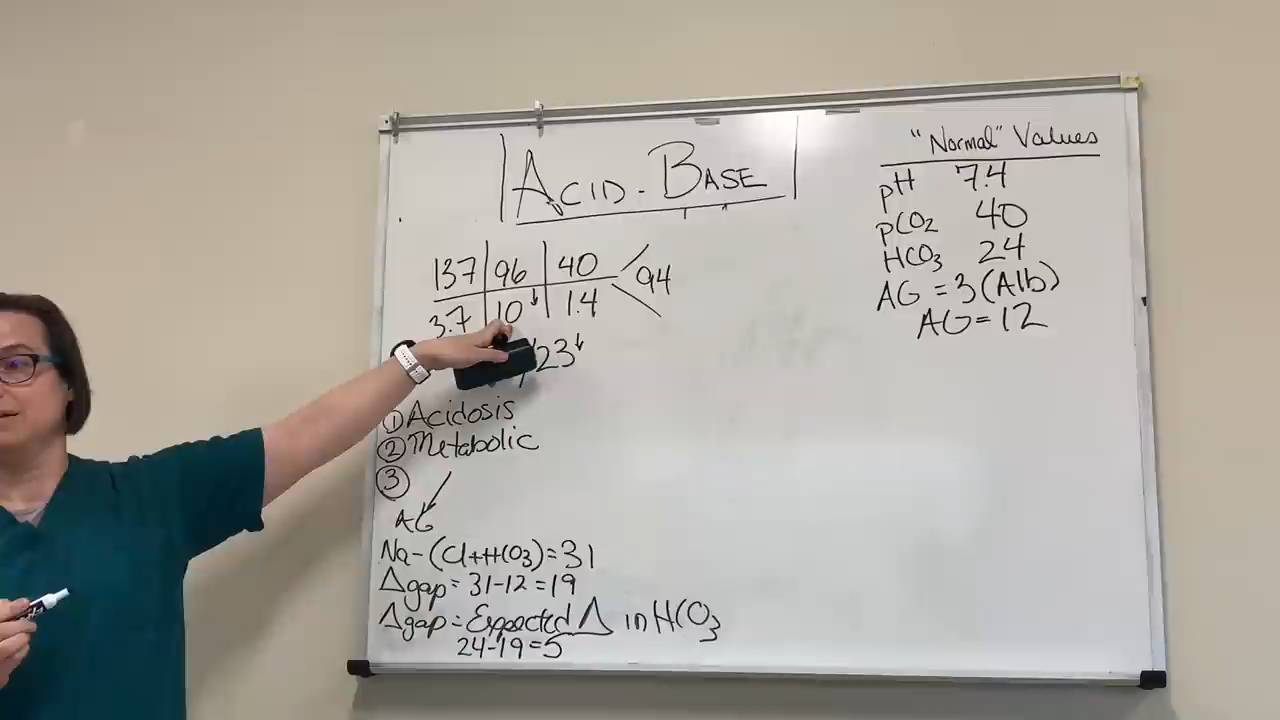 ACID-BASE
137 | 96 | 40 < 94
3.7 | 10↓ | 1.4
/23↓
① Acidosis
② Metabolic
③
AG
Na-(Cl+HCO3)=31
Δgap=31-12=19
Δgap=Expected Δ in HCO3
24-19=5
"Normal" Values
pH 7.4
pCO2 40
HCO3 24
AG =3(Alb)
AG=12